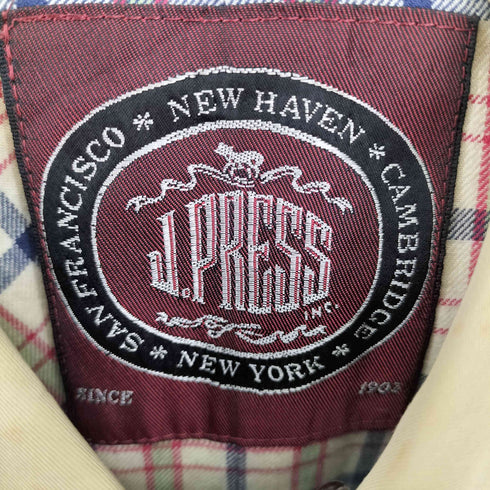 SAN FRANCISCO * NEW HAVEN * CAMBRIDGE * NEW YORK *
J. PRESS
INC.
SINCE 1902